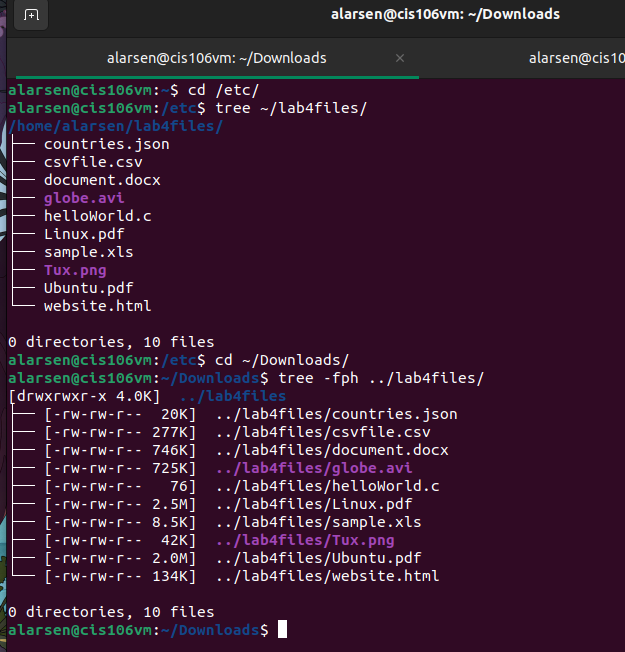 alarsen@cis106vm: ~/Downloads
alarsen@cis106vm: ~/Downloads × alarsen@cis10
alarsen@cis106vm:~$ cd /etc/
alarsen@cis106vm:/etc$ tree ~/lab4files/
/home/alarsen/lab4files/
├── countries.json
├── csvfile.csv
├── document.docx
├── globe.avi
├── helloWorld.c
├── Linux.pdf
├── sample.xls
├── Tux.png
├── Ubuntu.pdf
└── website.html
0 directories, 10 files
alarsen@cis106vm:/etc$ cd ~/Downloads/
alarsen@cis106vm:~/Downloads$ tree -fph ../lab4files/
[drwxrwxr-x 4.0K]  ../lab4files
├── [-rw-rw-r--  20K]  ../lab4files/countries.json
├── [-rw-rw-r-- 277K]  ../lab4files/csvfile.csv
├── [-rw-rw-r-- 746K]  ../lab4files/document.docx
├── [-rw-rw-r-- 725K]  ../lab4files/globe.avi
├── [-rw-rw-r--   76]  ../lab4files/helloWorld.c
├── [-rw-rw-r-- 2.5M]  ../lab4files/Linux.pdf
├── [-rw-rw-r-- 8.5K]  ../lab4files/sample.xls
├── [-rw-rw-r--  42K]  ../lab4files/Tux.png
├── [-rw-rw-r-- 2.0M]  ../lab4files/Ubuntu.pdf
└── [-rw-rw-r-- 134K]  ../lab4files/website.html
0 directories, 10 files
alarsen@cis106vm:~/Downloads$